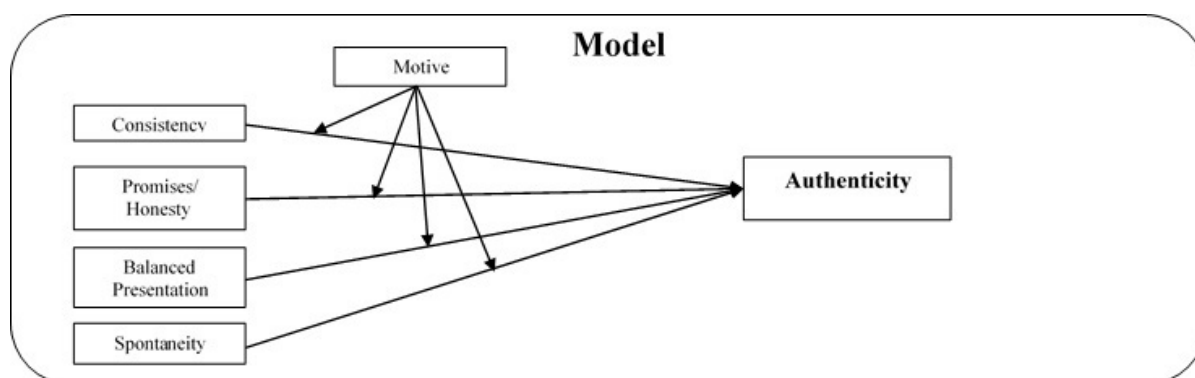 Model
Motive
Consistency
Promises/
Honesty
Authenticity
Balanced
Presentation
Spontaneity